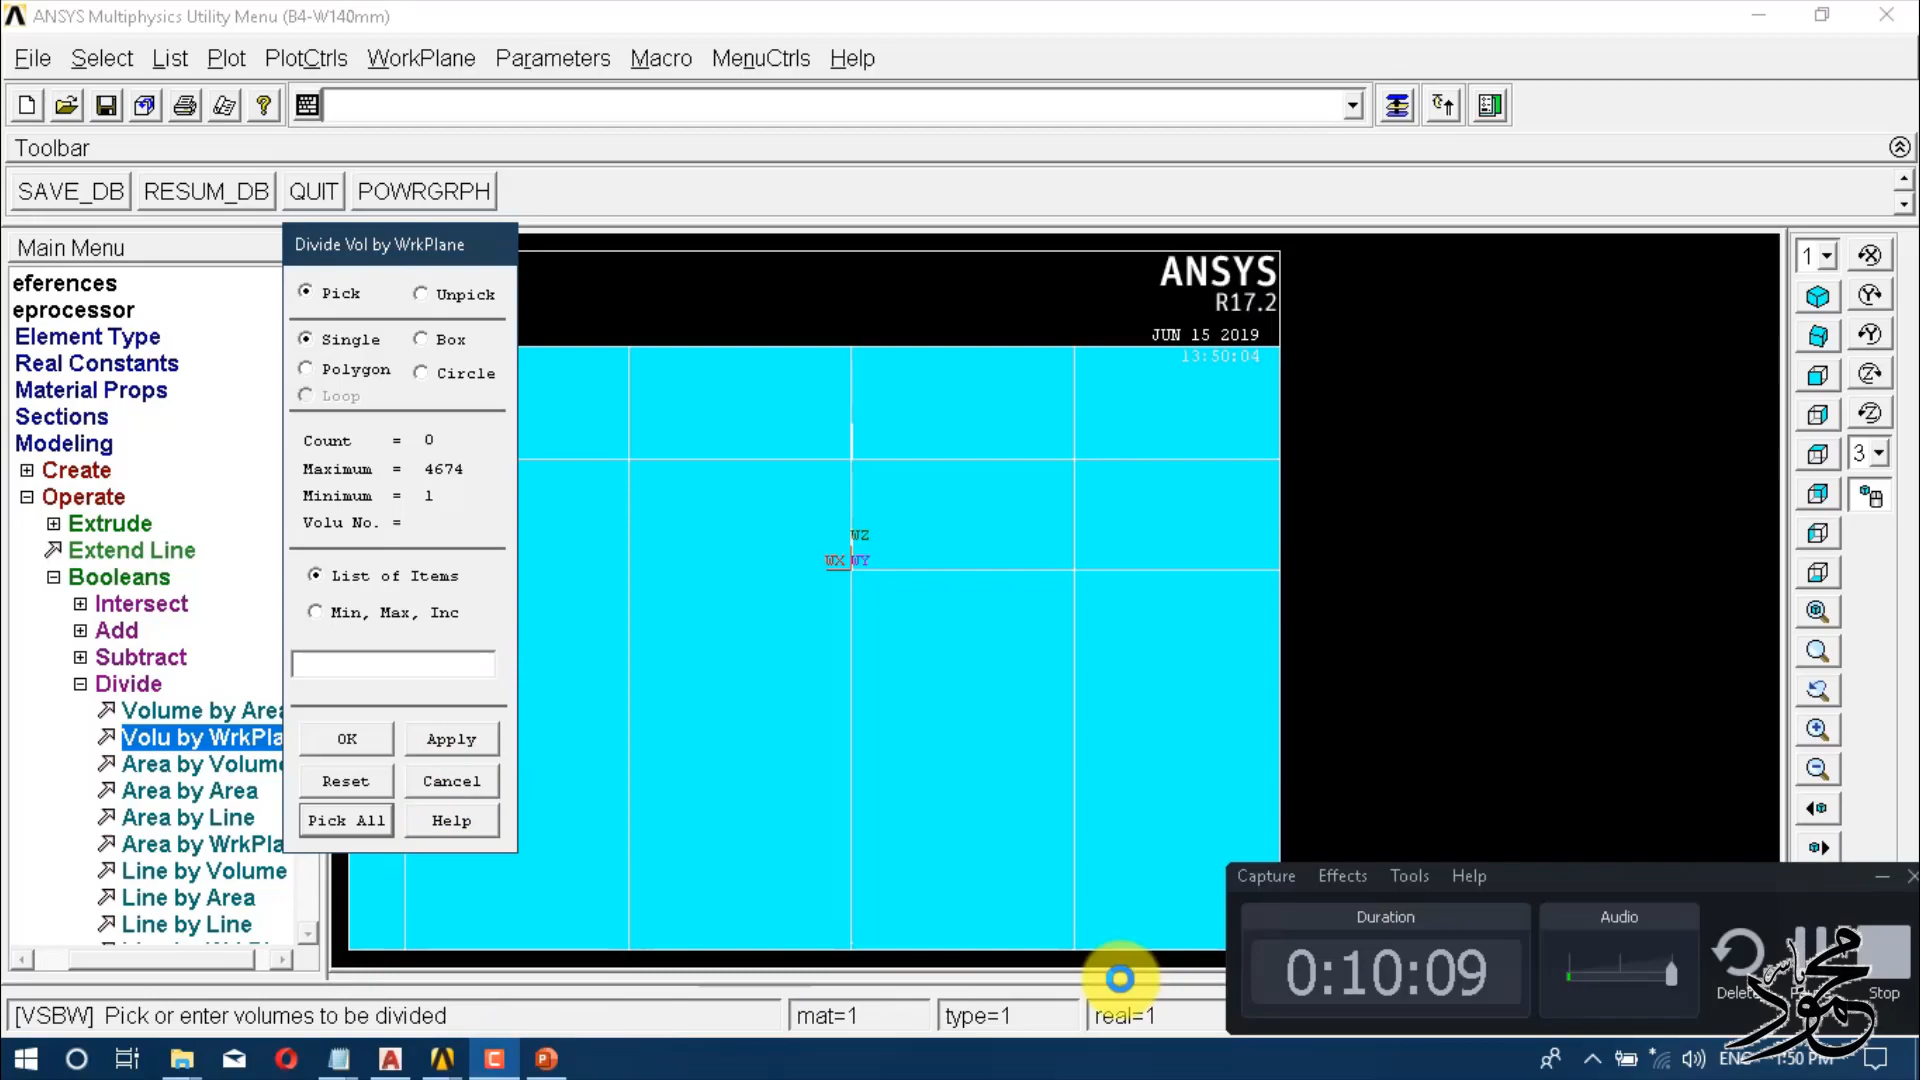 ANSYS Multiphysics Utility Menu (B4-W140mm)
File Select List Plot PlotCtrls WorkPlane Parameters Macro MenuCtrls Help
Toolbar
SAVE_DB RESUM_DB QUIT POWRGRPH
Main Menu
eferences
eprocessor
Element Type
Real Constants
Material Props
Sections
Modeling
Create
Operate
Extrude
Extend Line
Booleans
Intersect
Add
Subtract
Divide
Volume by Area
Volu by WrkPla
Area by Volume
Area by Area
Area by Line
Area by WrkPla
Line by Volume
Line by Area
Line by Line
Divide Vol by WrkPlane
Pick Unpick
Single Box
Polygon Circle
Loop
Count = 0
Maximum = 4674
Minimum = 1
Volu No. =
List of Items
Min, Max, Inc
OK Apply
Reset Cancel
Pick All Help
ANSYS
R17.2
JUN 15 2019
13:50:04
WZ
WX WY
1
3
Capture Effects Tools Help
Duration Audio
0:10:09
Delete Stop
[VSBW] Pick or enter volumes to be divided
mat=1 type=1 real=1
ENG 1:50 PM